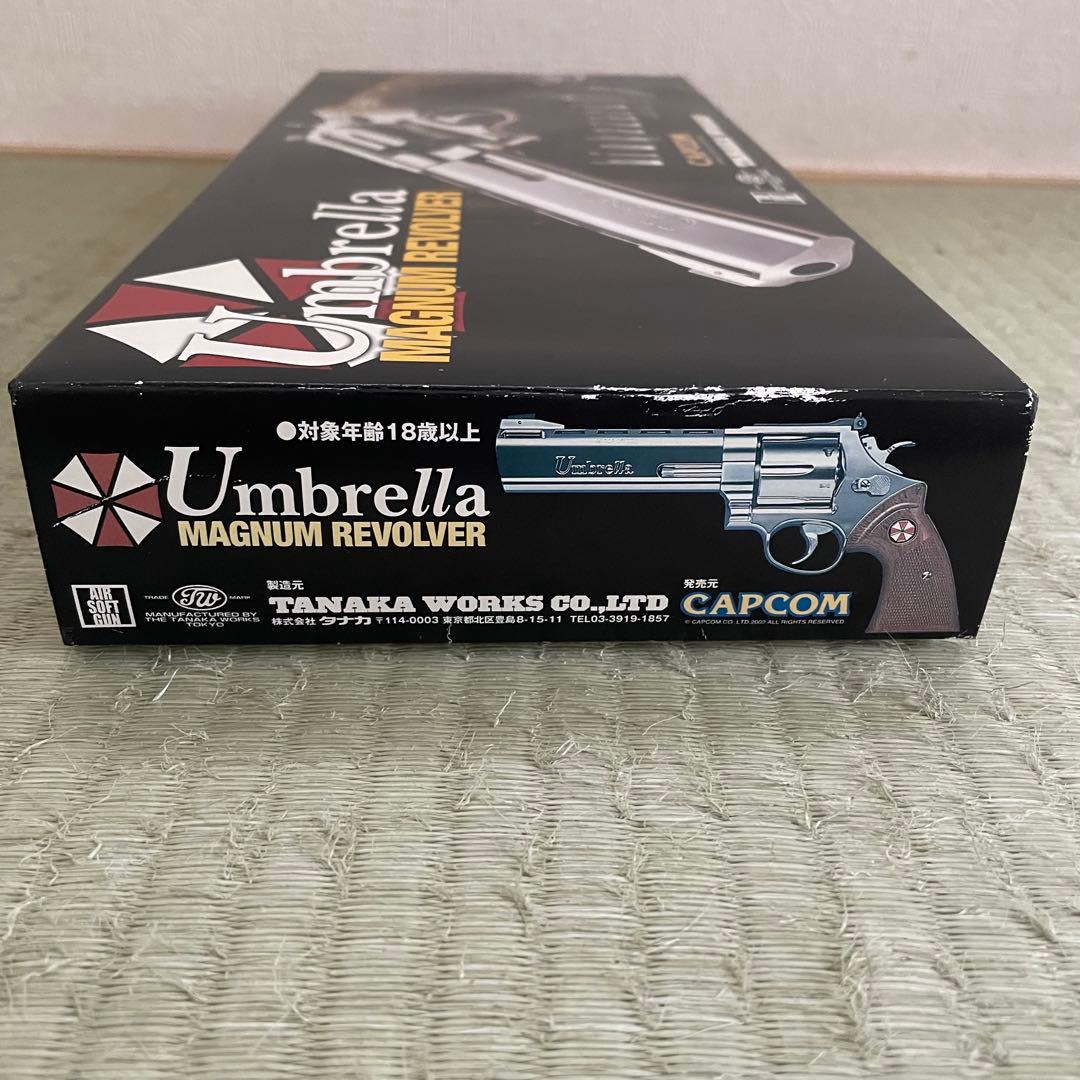 Umbrella
MAGNUM REVOLVER
CAPCOM
●対象年齢18歳以上
Umbrella
MAGNUM REVOLVER
Umbrella
AIR
SOFT
GUN
TRADE TW MARK
MANUFACTURED BY
THE TANAKA WORKS
TOKYO
製造元
TANAKA WORKS CO.,LTD
株式会社 タナカ 〒114-0003 東京都北区豊島8-15-11 TEL03-3919-1857
発売元
CAPCOM
© CAPCOM CO. LTD. 2002 ALL RIGHTS RESERVED.